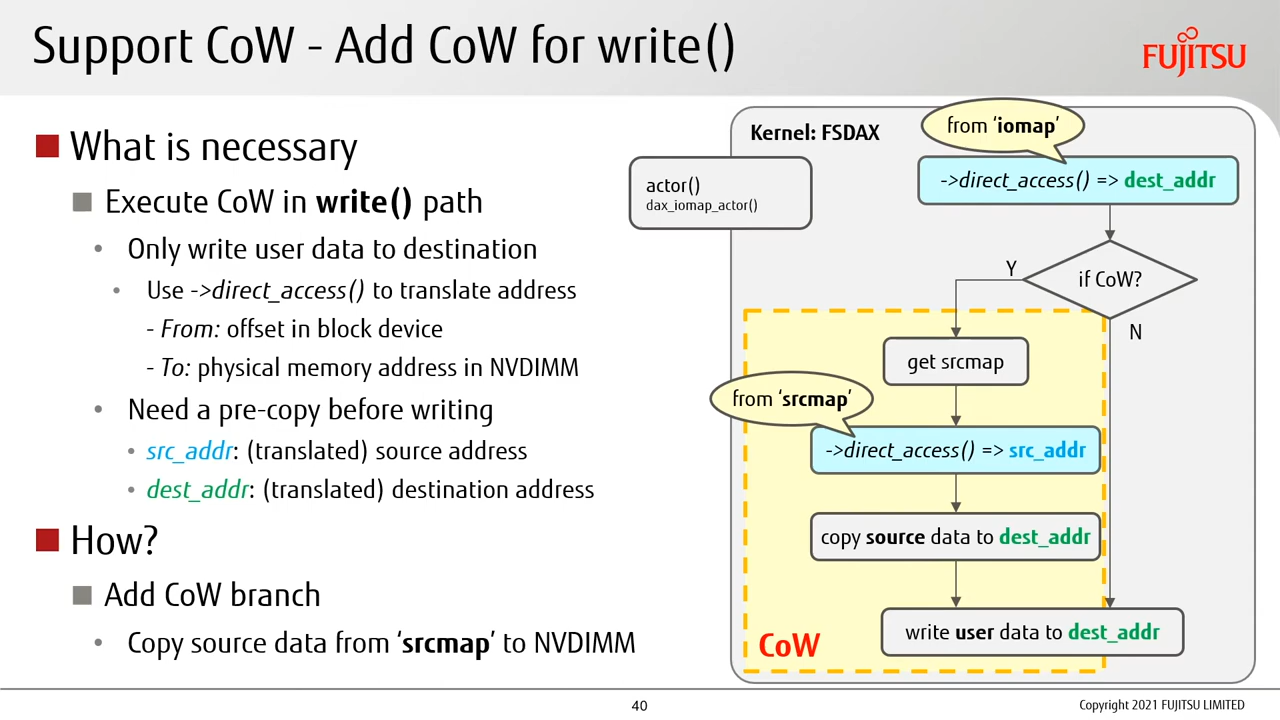 Support CoW - Add CoW for write()
FUJITSU
What is necessary
Execute CoW in write() path
• Only write user data to destination
• Use ->direct_access() to translate address
- From: offset in block device
- To: physical memory address in NVDIMM
• Need a pre-copy before writing
• src_addr: (translated) source address
• dest_addr: (translated) destination address
How?
Add CoW branch
• Copy source data from ‘srcmap’ to NVDIMM
Kernel: FSDAX
from ‘iomap’
actor()
dax_iomap_actor()
->direct_access() => dest_addr
if CoW?
Y
N
get srcmap
from ‘srcmap’
->direct_access() => src_addr
copy source data to dest_addr
write user data to dest_addr
CoW
40
Copyright 2021 FUJITSU LIMITED